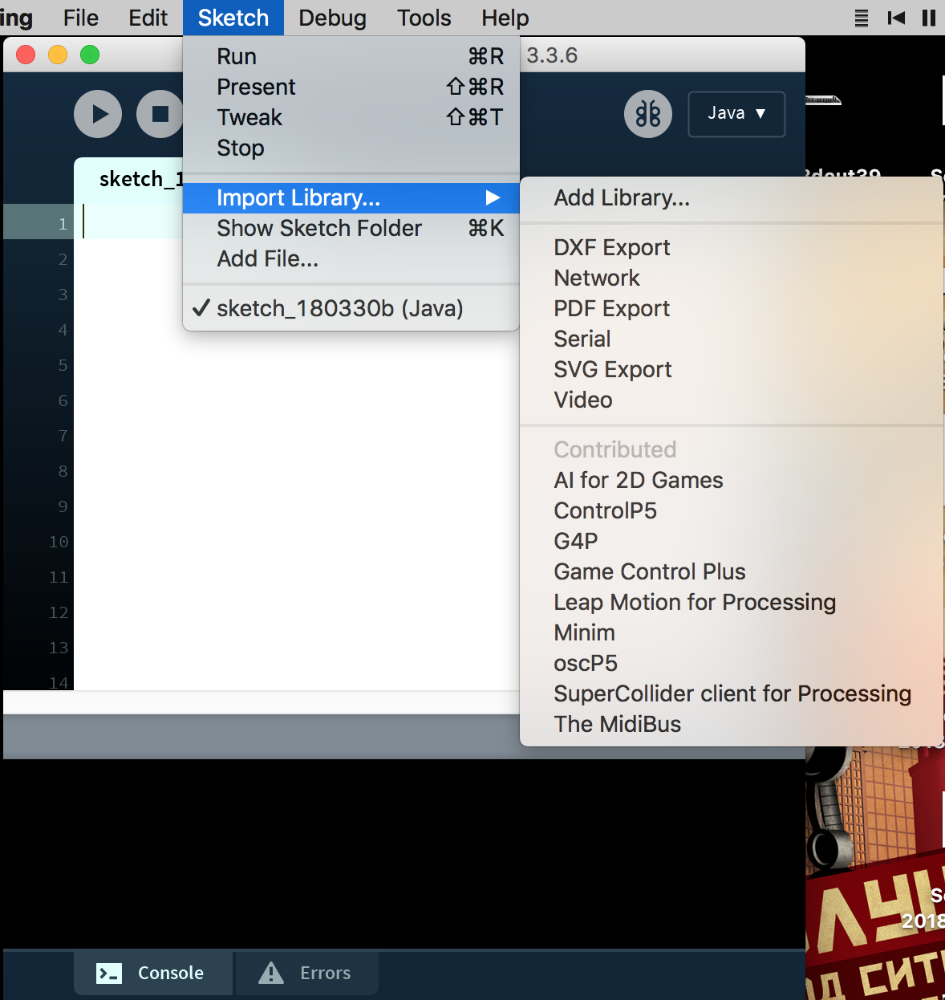 ing File Edit Sketch Debug Tools Help
3.3.6
Run ⌘R
Present ⇧⌘R
Tweak ⇧⌘T
Stop
Import Library... ▶
Show Sketch Folder ⌘K
Add File...
✓ sketch_180330b (Java)
Java ▼
sketch_1
1
2
3
4
5
6
7
8
9
10
11
12
13
14
Add Library...
DXF Export
Network
PDF Export
Serial
SVG Export
Video
Contributed
AI for 2D Games
ControlP5
G4P
Game Control Plus
Leap Motion for Processing
Minim
oscP5
SuperCollider client for Processing
The MidiBus
Console
Errors
2018